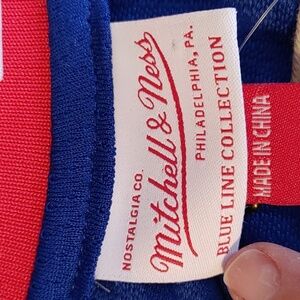 NOSTALGIA CO.
Mitchell & Ness
PHILADELPHIA, PA.
BLUE LINE COLLECTION
MADE IN CHINA